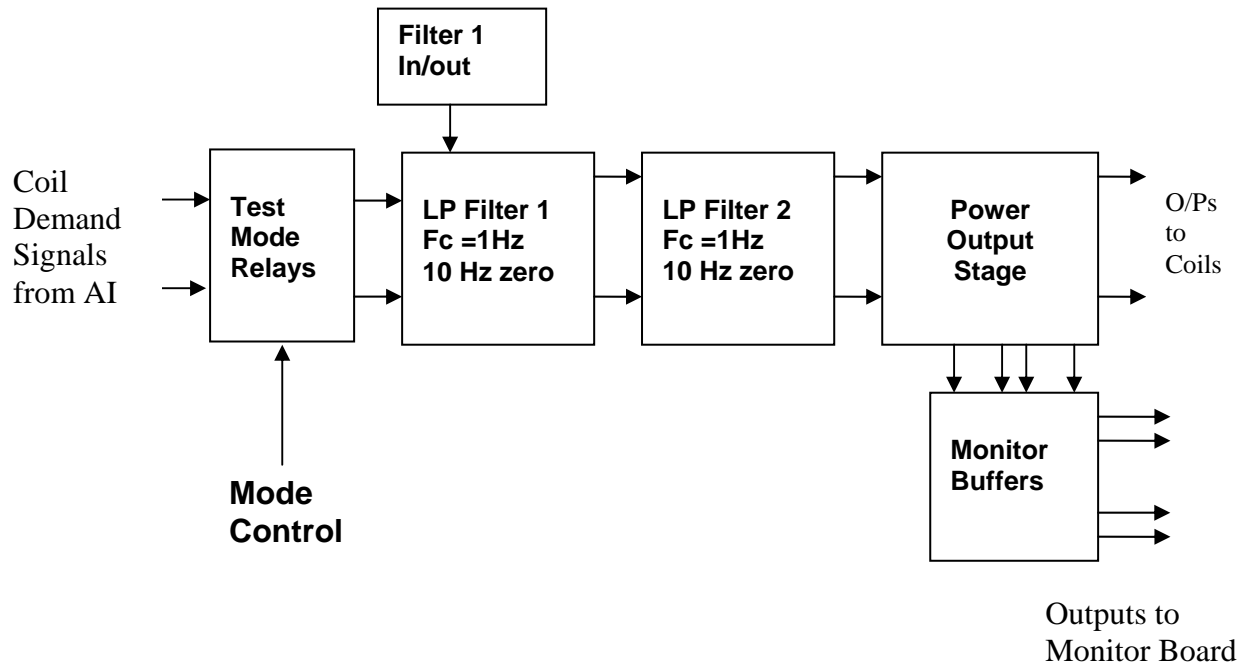 Filter 1
In/out
Coil
Demand
Signals
from AI
Test
Mode
Relays
LP Filter 1
Fc =1Hz
10 Hz zero
LP Filter 2
Fc =1Hz
10 Hz zero
Power
Output
Stage
O/Ps
to
Coils
Mode
Control
Monitor
Buffers
Outputs to
Monitor Board